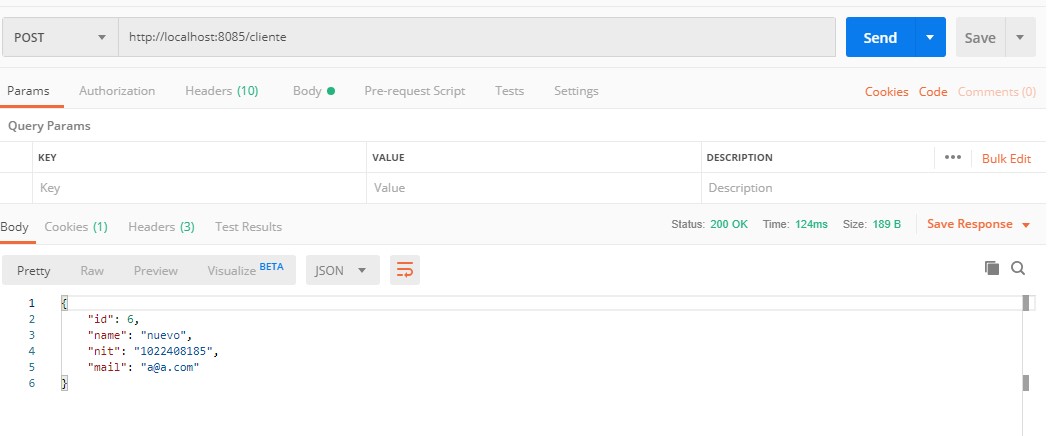 POST http://localhost:8085/cliente Send Save
Params Authorization Headers (10) Body Pre-request Script Tests Settings Cookies Code Comments (0)
Query Params
KEY VALUE DESCRIPTION ••• Bulk Edit
Key Value Description
Body Cookies (1) Headers (3) Test Results Status: 200 OK Time: 124ms Size: 189 B Save Response
Pretty Raw Preview Visualize BETA JSON
1 {
2 "id": 6,
3 "name": "nuevo",
4 "nit": "1022408185",
5 "mail": "a@a.com"
6 }